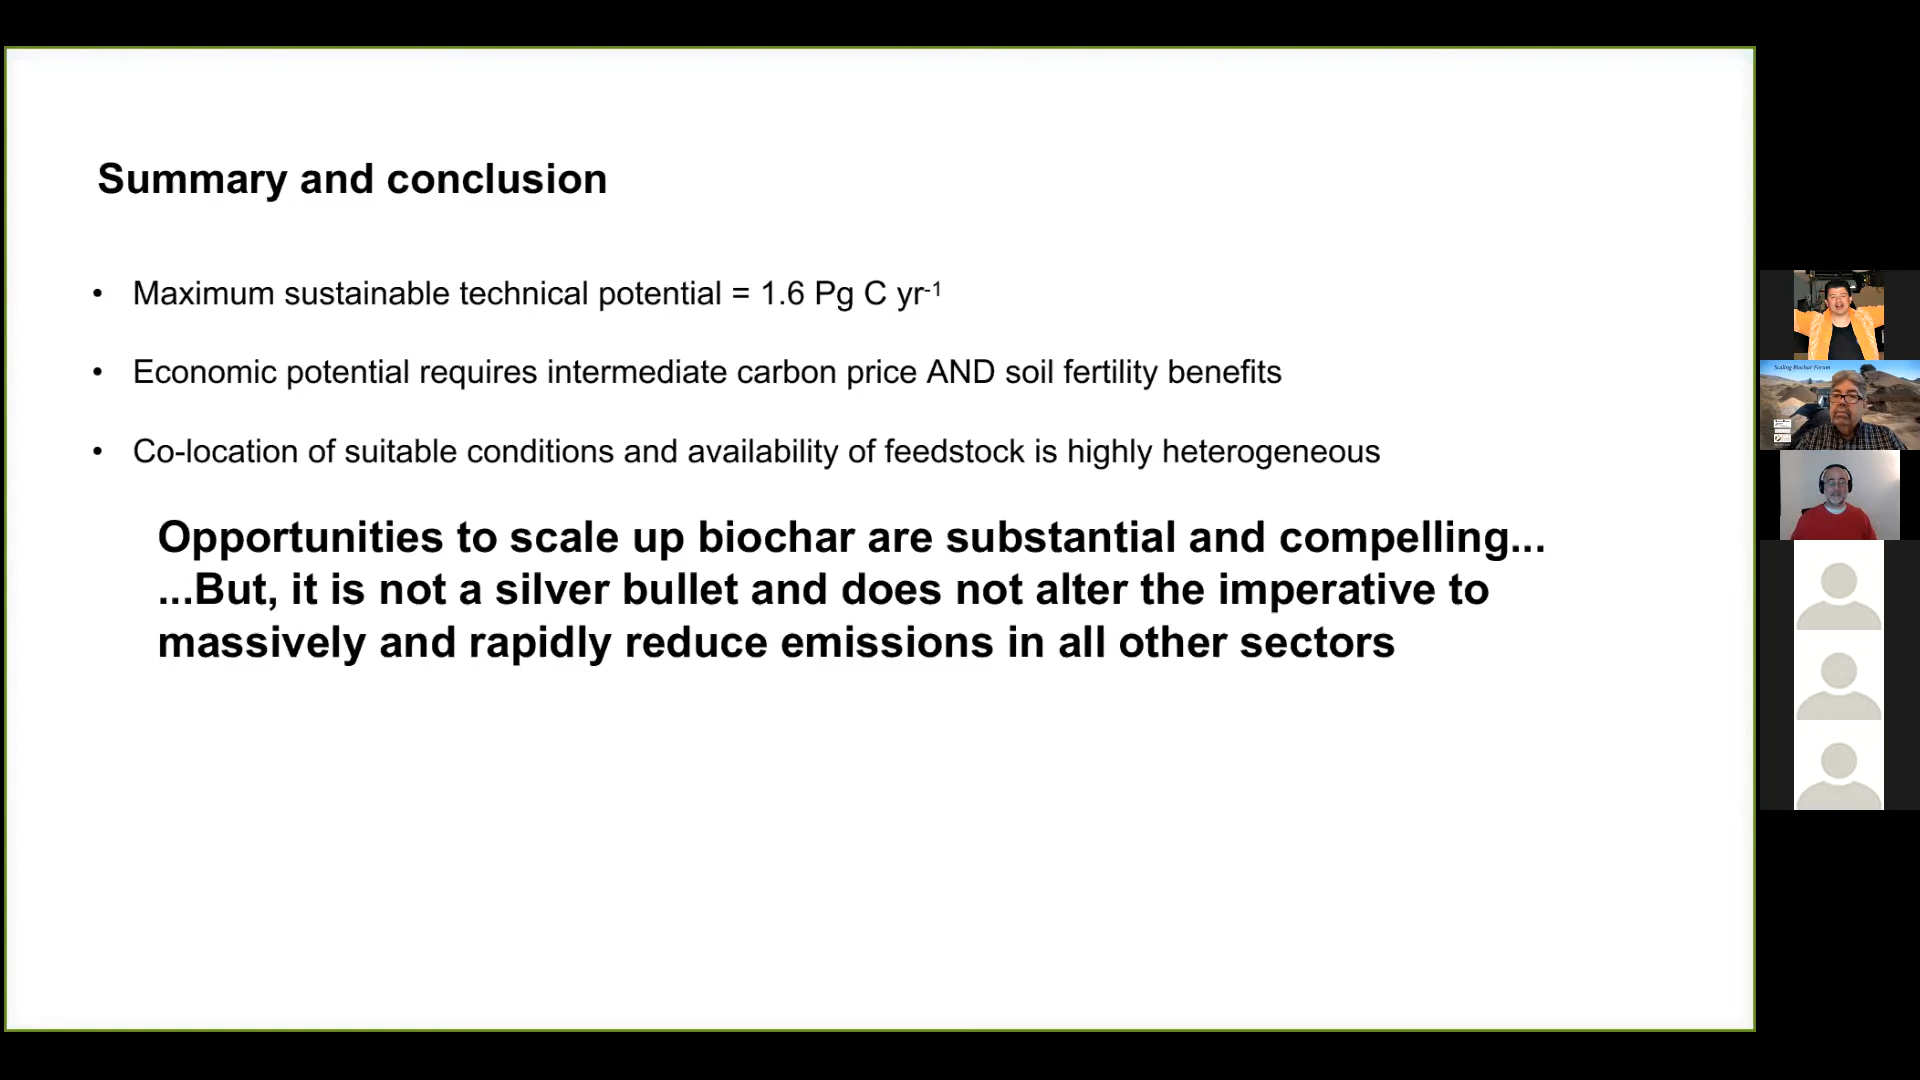 Summary and conclusion
• Maximum sustainable technical potential = 1.6 Pg C yr⁻¹
• Economic potential requires intermediate carbon price AND soil fertility benefits
• Co-location of suitable conditions and availability of feedstock is highly heterogeneous
Opportunities to scale up biochar are substantial and compelling...
...But, it is not a silver bullet and does not alter the imperative to
massively and rapidly reduce emissions in all other sectors
Scaling Biochar Forum